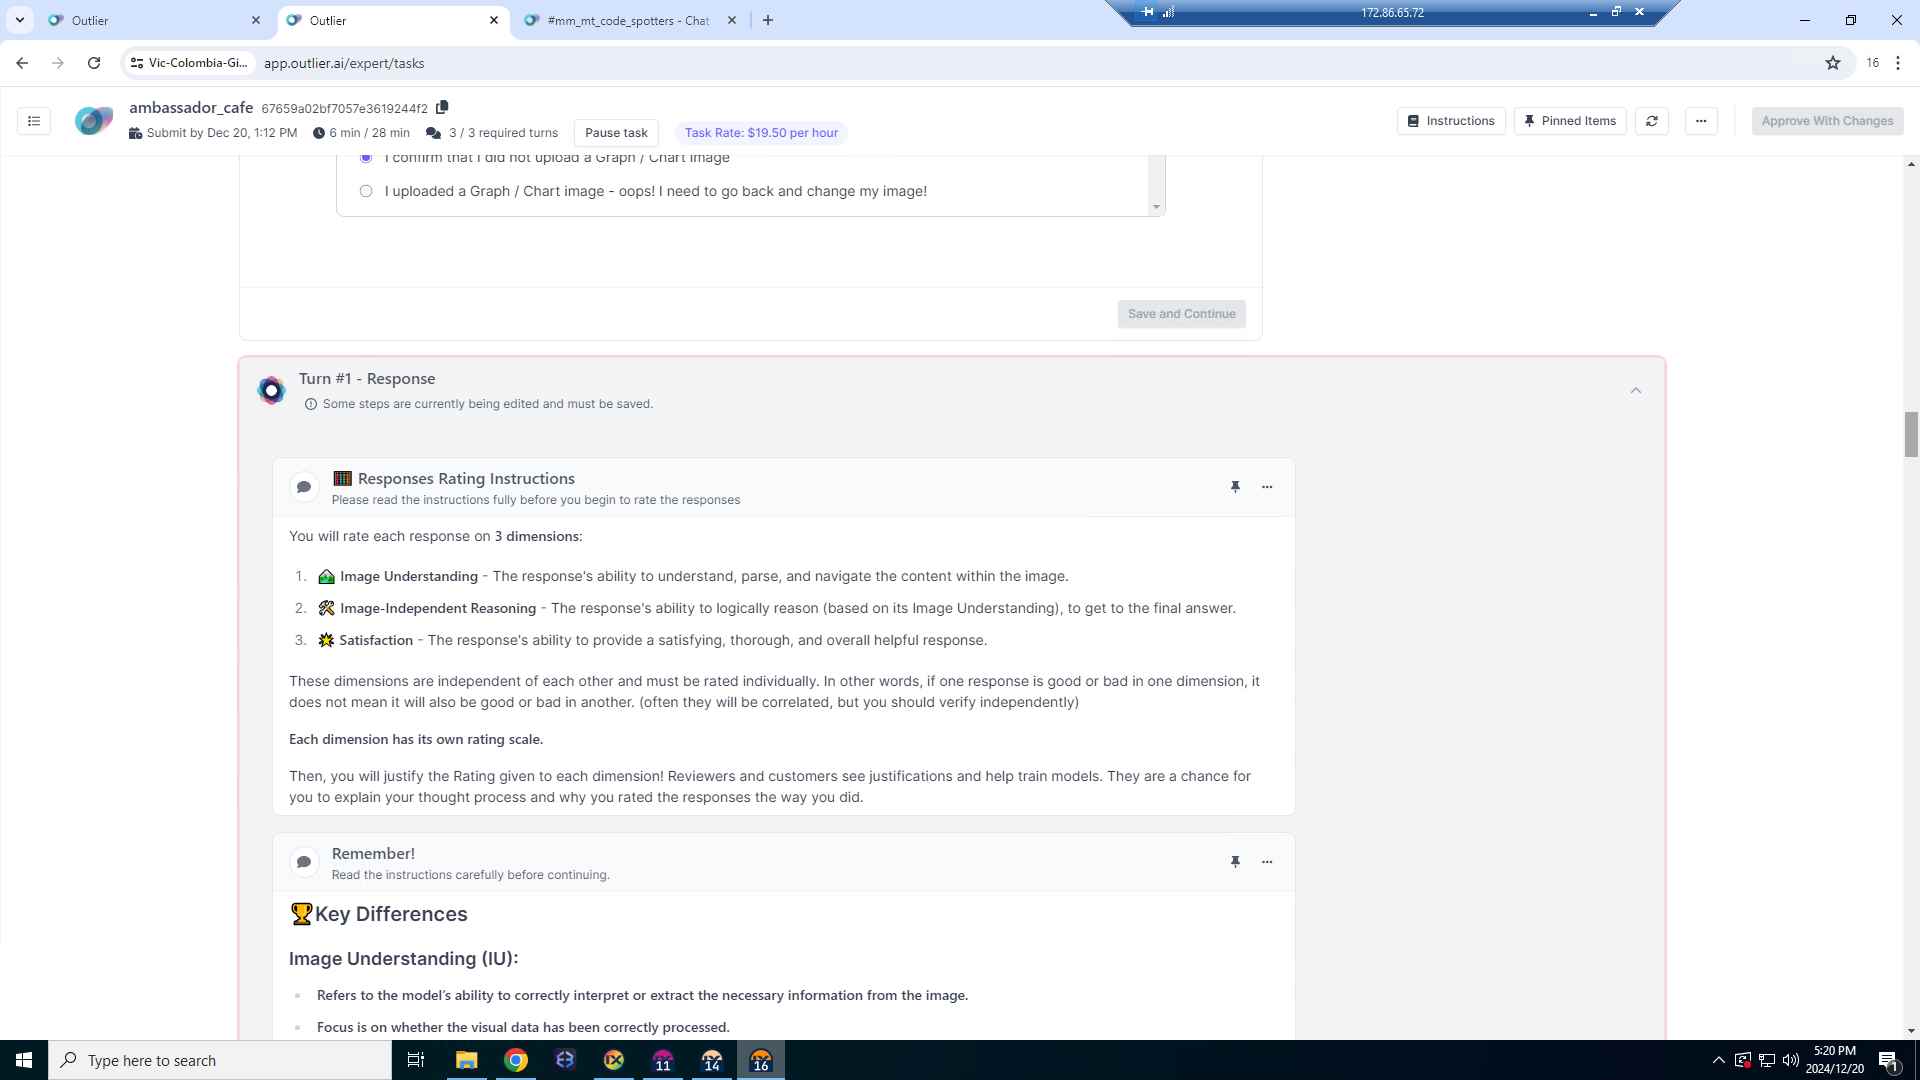 Outlier
Outlier
#mm_mt_code_spotters - Chat
172.86.65.72
Vic-Colombia-Gi...
app.outlier.ai/expert/tasks
16
ambassador_cafe 67659a02bf7057e3619244f2
Submit by Dec 20, 1:12 PM
6 min / 28 min
3 / 3 required turns
Pause task
Task Rate: $19.50 per hour
Instructions
Pinned Items
Approve With Changes
I confirm that I did not upload a Graph / Chart image
I uploaded a Graph / Chart image - oops! I need to go back and change my image!
Save and Continue
Turn #1 - Response
Some steps are currently being edited and must be saved.
Responses Rating Instructions
Please read the instructions fully before you begin to rate the responses
You will rate each response on 3 dimensions:
1. Image Understanding - The response's ability to understand, parse, and navigate the content within the image.
2. Image-Independent Reasoning - The response's ability to logically reason (based on its Image Understanding), to get to the final answer.
3. Satisfaction - The response's ability to provide a satisfying, thorough, and overall helpful response.
These dimensions are independent of each other and must be rated individually. In other words, if one response is good or bad in one dimension, it
does not mean it will also be good or bad in another. (often they will be correlated, but you should verify independently)
Each dimension has its own rating scale.
Then, you will justify the Rating given to each dimension! Reviewers and customers see justifications and help train models. They are a chance for
you to explain your thought process and why you rated the responses the way you did.
Remember!
Read the instructions carefully before continuing.
Key Differences
Image Understanding (IU):
Refers to the model's ability to correctly interpret or extract the necessary information from the image.
Focus is on whether the visual data has been correctly processed.
Type here to search
11
14
16
5:20 PM
2024/12/20
1